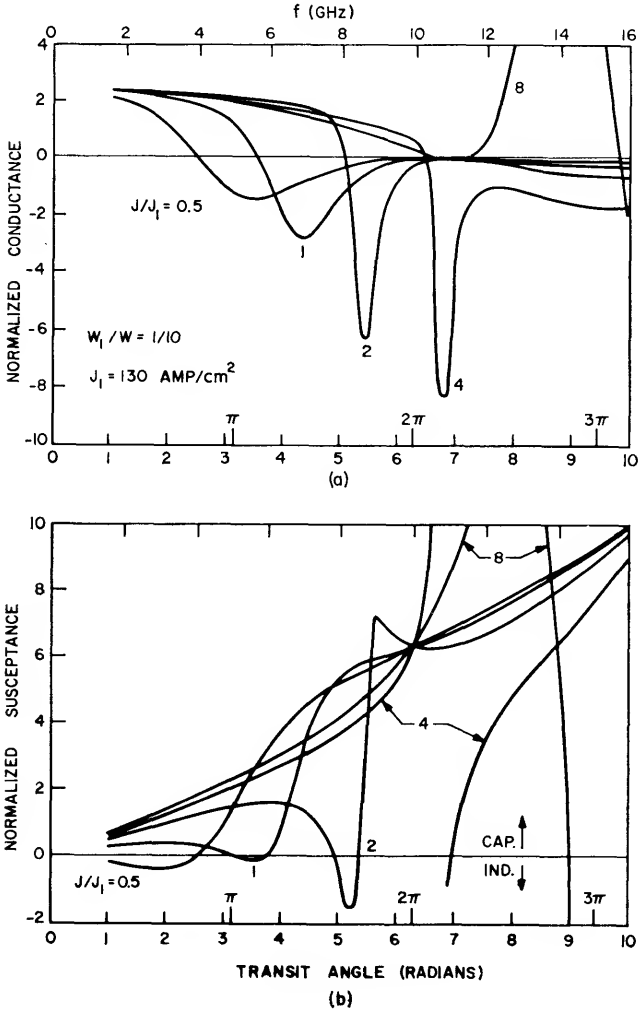 f (GHz)
0 2 4 6 8 10 12 14 16
4
2
0
-2
-4
-6
-8
-10
NORMALIZED CONDUCTANCE
8
J/J₁ = 0.5
1
2
4
W₁/W = 1/10
J₁ = 130 AMP/cm²
π 2π 3π
0 1 2 3 4 5 6 7 8 9 10
(a)
10
8
6
4
2
0
-2
NORMALIZED SUSCEPTANCE
8
4
2
CAP.
IND.
J/J₁ = 0.5
1
π 2π 3π
0 1 2 3 4 5 6 7 8 9 10
TRANSIT ANGLE (RADIANS)
(b)